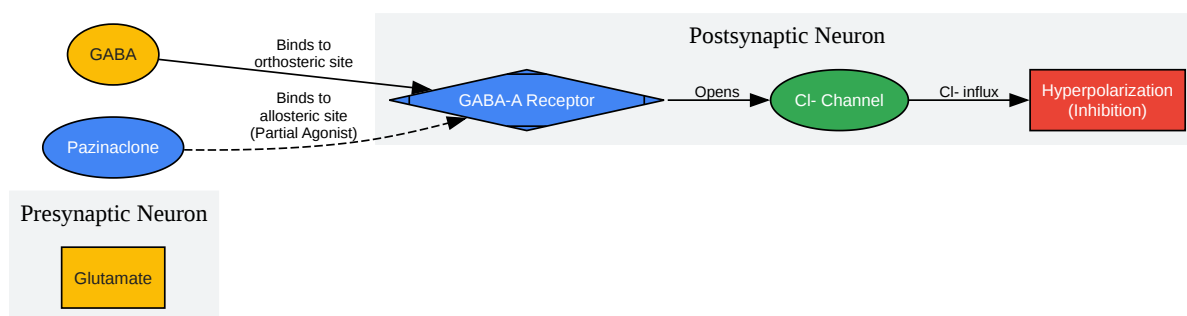 Postsynaptic Neuron
GABA
Binds to
orthosteric site
GABA-A Receptor
Opens
Cl- Channel
Cl- influx
Hyperpolarization
(Inhibition)
Binds to
allosteric site
(Partial Agonist)
Pazinaclone
Presynaptic Neuron
Glutamate